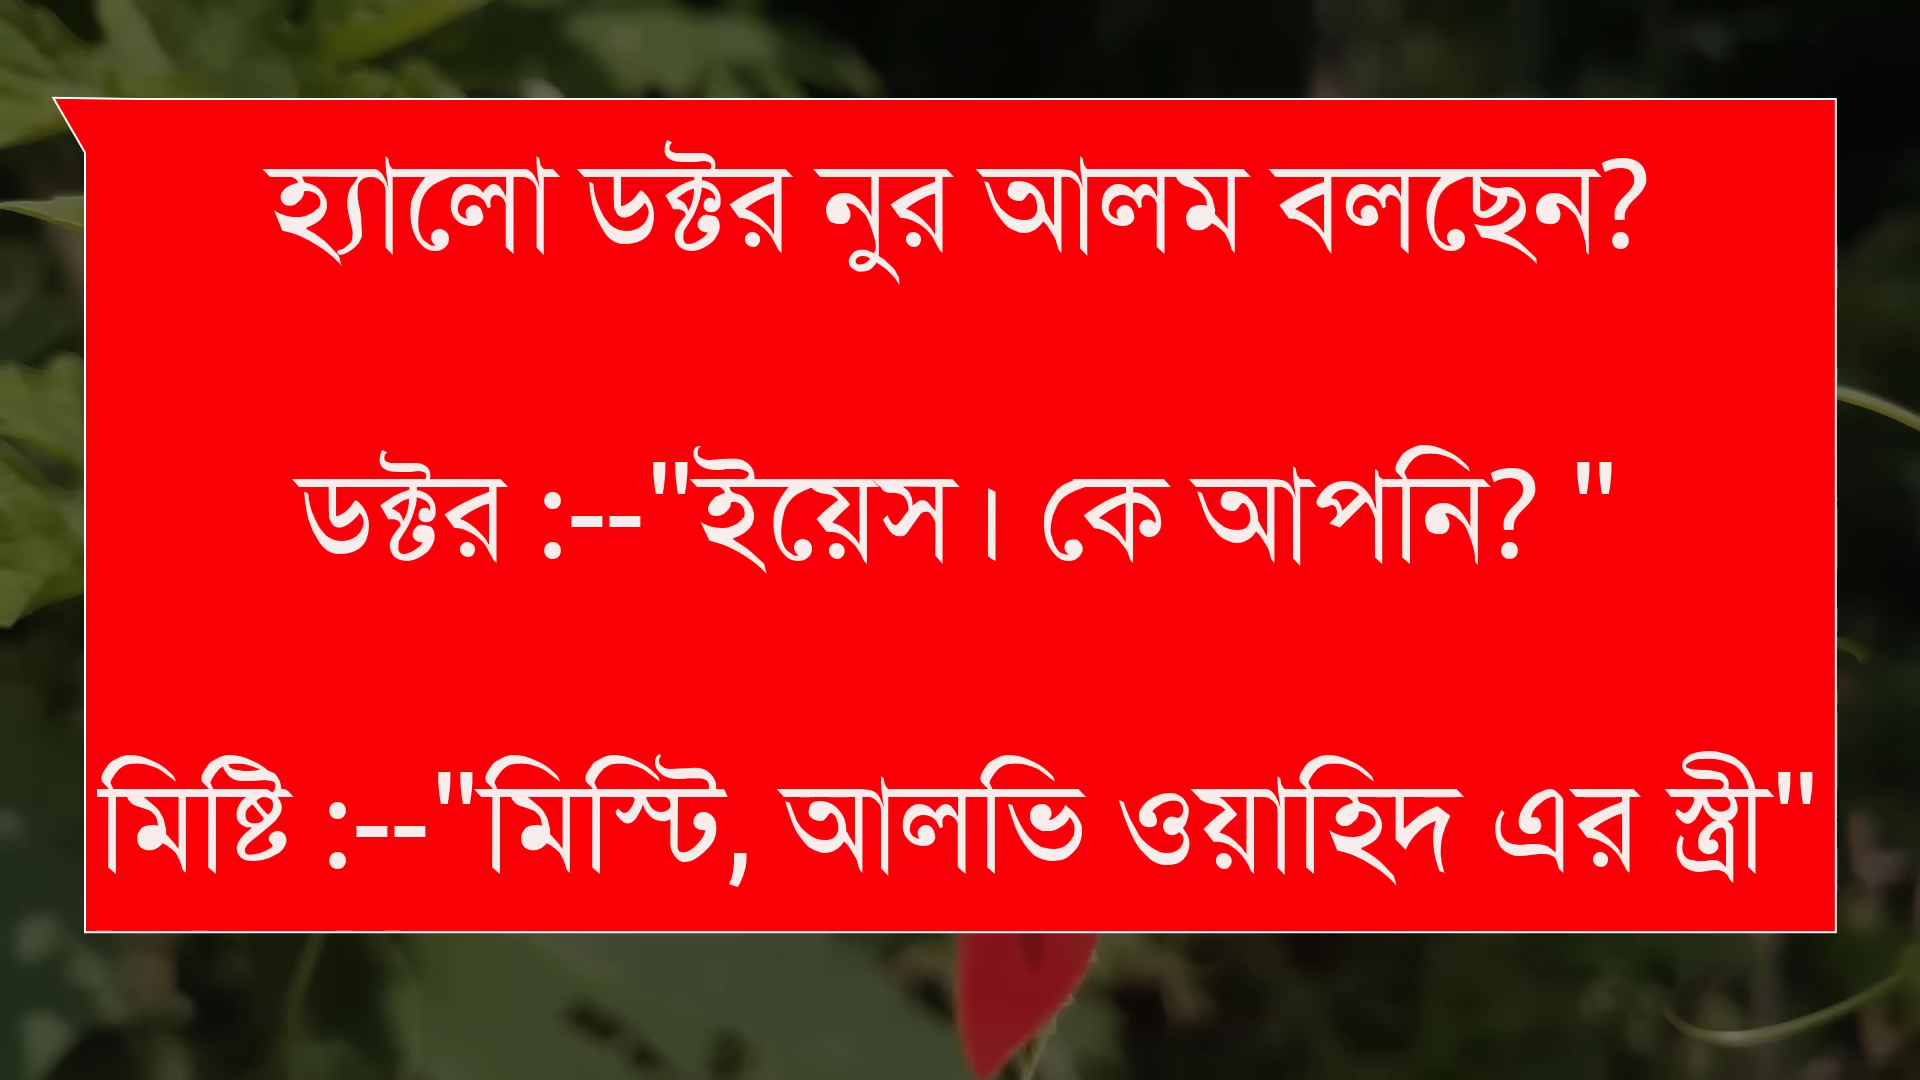 হ্যালো ডক্টর নুর আলম বলছেন?
ডক্টর :--"ইয়েস। কে আপনি? "
মিষ্টি :--"মিস্টি, আলভি ওয়াহিদ এর স্ত্রী"